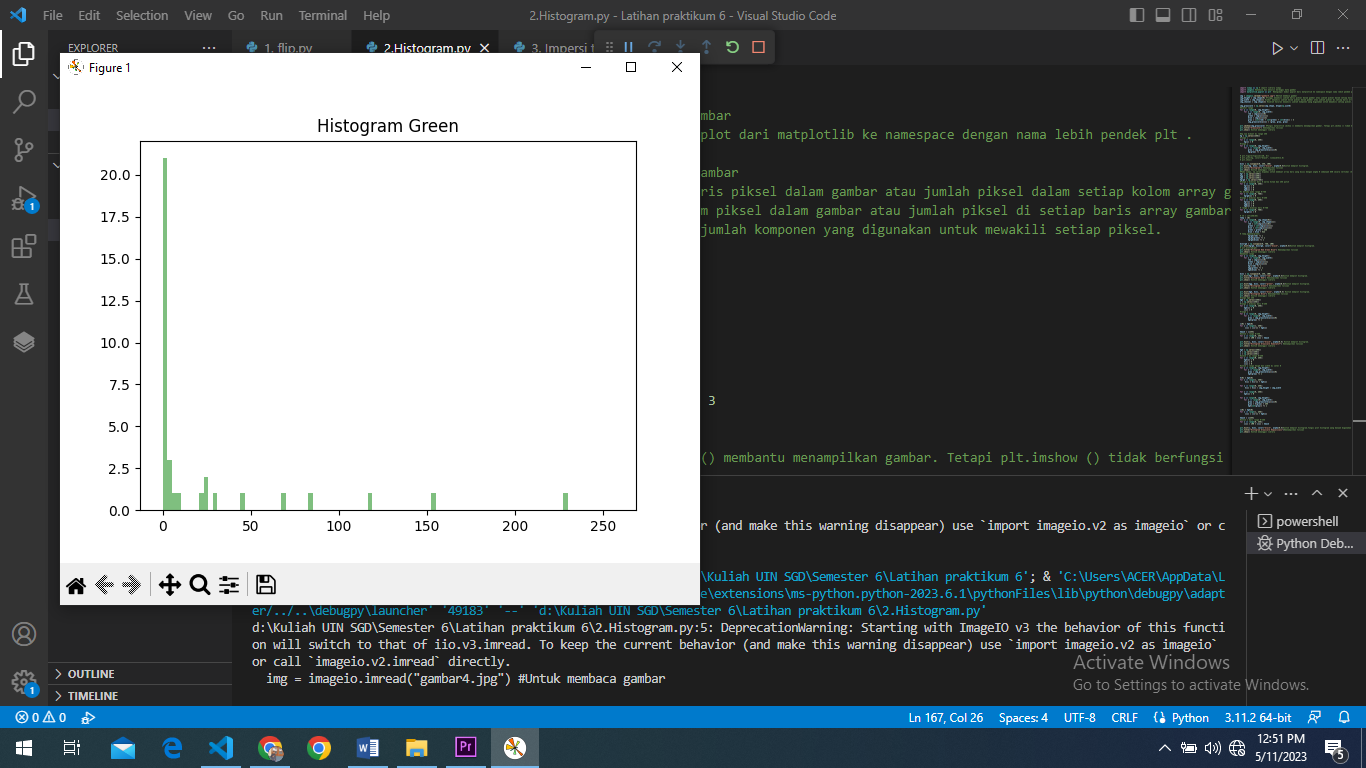 File Edit Selection View Go Run Terminal Help
2.Histogram.py - Latihan praktikum 6 - Visual Studio Code
EXPLORER
1. flip.py
2.Histogram.py
3. Impersi
Figure 1
Histogram Green
20.0
17.5
15.0
12.5
10.0
7.5
5.0
2.5
0.0
0 50 100 150 200 250
mbar
plot dari matplotlib ke namespace dengan nama lebih pendek plt .
ambar
ris piksel dalam gambar atau jumlah piksel dalam setiap kolom array g
m piksel dalam gambar atau jumlah piksel di setiap baris array gambar
jumlah komponen yang digunakan untuk mewakili setiap piksel.
3
() membantu menampilkan gambar. Tetapi plt.imshow () tidak berfungsi
r (and make this warning disappear) use `import imageio.v2 as imageio` or c
\Kuliah UIN SGD\Semester 6\Latihan praktikum 6'; & 'C:\Users\ACER\AppData\L
e\extensions\ms-python.python-2023.6.1\pythonFiles\lib\python\debugpy\adapt
er/../..\debugpy\launcher' '49183' '--' 'd:\Kuliah UIN SGD\Semester 6\Latihan praktikum 6\2.Histogram.py'
d:\Kuliah UIN SGD\Semester 6\Latihan praktikum 6\2.Histogram.py:5: DeprecationWarning: Starting with ImageIO v3 the behavior of this functi
on will switch to that of iio.v3.imread. To keep the current behavior (and make this warning disappear) use `import imageio.v2 as imageio`
or call `imageio.v2.imread` directly.
img = imageio.imread("gambar4.jpg") #Untuk membaca gambar
powershell
Python Deb...
OUTLINE
TIMELINE
Activate Windows
Go to Settings to activate Windows.
0 0
Ln 167, Col 26 Spaces: 4 UTF-8 CRLF Python 3.11.2 64-bit
1
1
W
Pr
12:51 PM
5/11/2023
5